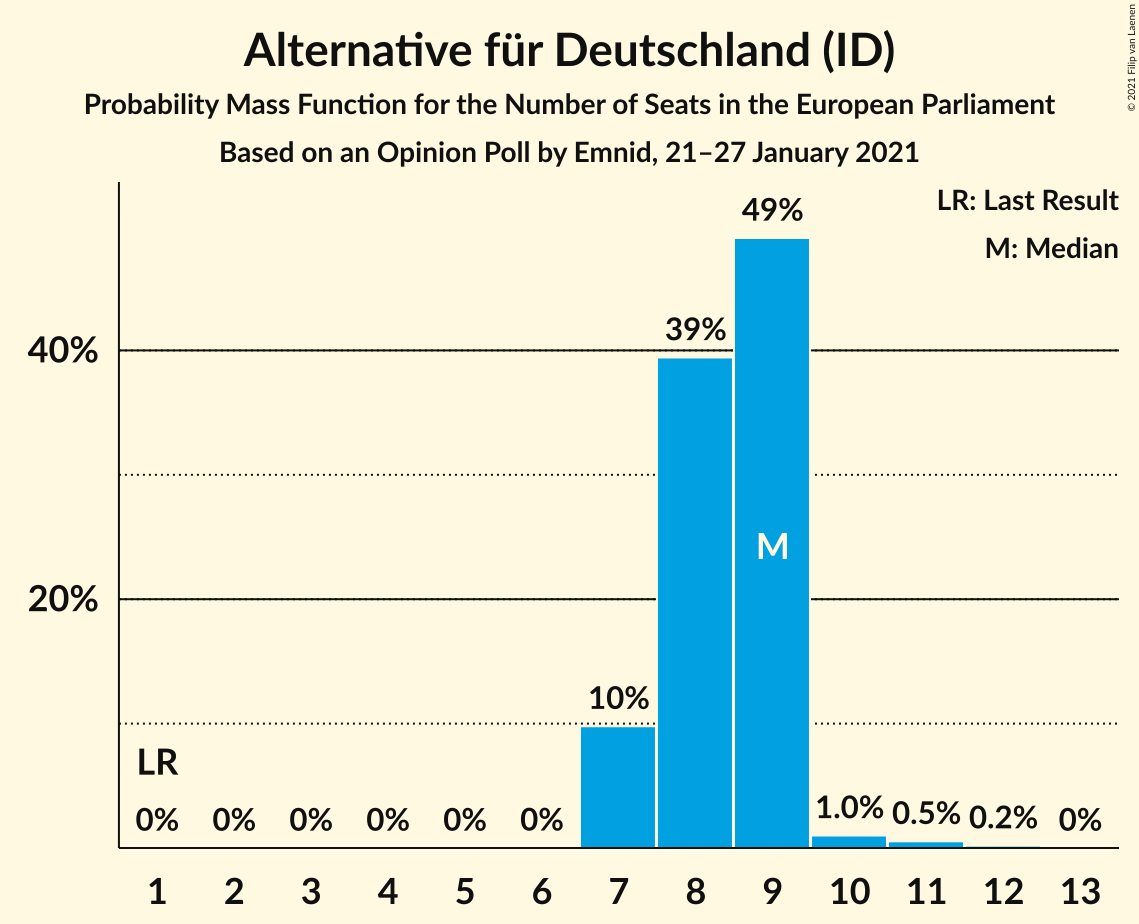 Alternative für Deutschland (ID)
Probability Mass Function for the Number of Seats in the European Parliament
Based on an Opinion Poll by Emnid, 21–27 January 2021
© 2021 Filip van Laenen
LR: Last Result
M: Median
49%
39%
40%
M
20%
10%
LR
0% 0% 0% 0% 0% 0% 1.0% 0.5% 0.2% 0%
1 2 3 4 5 6 7 8 9 10 11 12 13